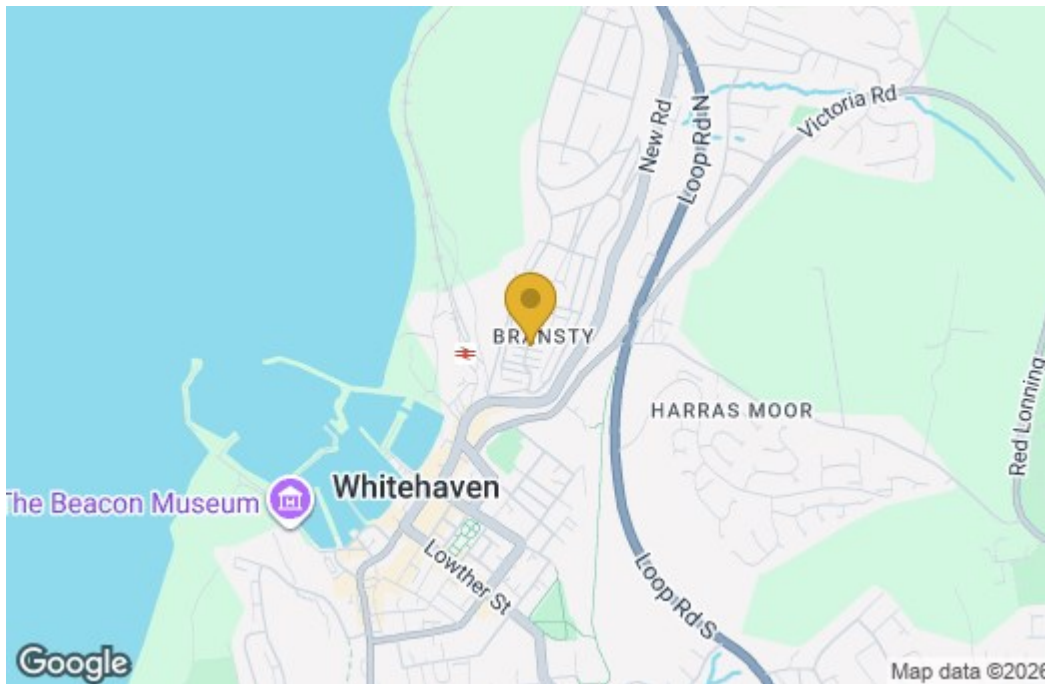 Victoria Rd
New Rd
Loop Rd N
BRANSTY
HARRAS MOOR
Red Lonning
Whitehaven
The Beacon Museum
Lowther St
Loop Rd S
Google
Map data ©2026